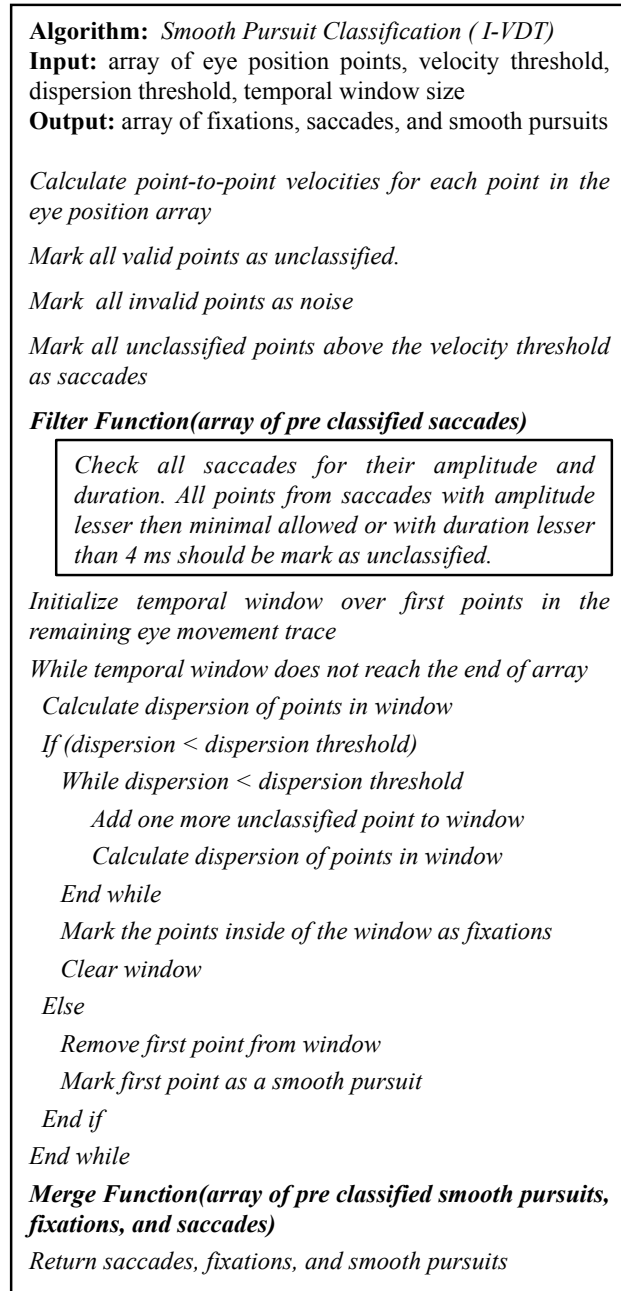 Algorithm: Smooth Pursuit Classification ( I-VDT)
Input: array of eye position points, velocity threshold,
dispersion threshold, temporal window size
Output: array of fixations, saccades, and smooth pursuits
Calculate point-to-point velocities for each point in the
eye position array
Mark all valid points as unclassified.
Mark all invalid points as noise
Mark all unclassified points above the velocity threshold
as saccades
Filter Function(array of pre classified saccades)
Check all saccades for their amplitude and
duration. All points from saccades with amplitude
lesser then minimal allowed or with duration lesser
than 4 ms should be mark as unclassified.
Initialize temporal window over first points in the
remaining eye movement trace
While temporal window does not reach the end of array
Calculate dispersion of points in window
If (dispersion < dispersion threshold)
While dispersion < dispersion threshold
Add one more unclassified point to window
Calculate dispersion of points in window
End while
Mark the points inside of the window as fixations
Clear window
Else
Remove first point from window
Mark first point as a smooth pursuit
End if
End while
Merge Function(array of pre classified smooth pursuits,
fixations, and saccades)
Return saccades, fixations, and smooth pursuits